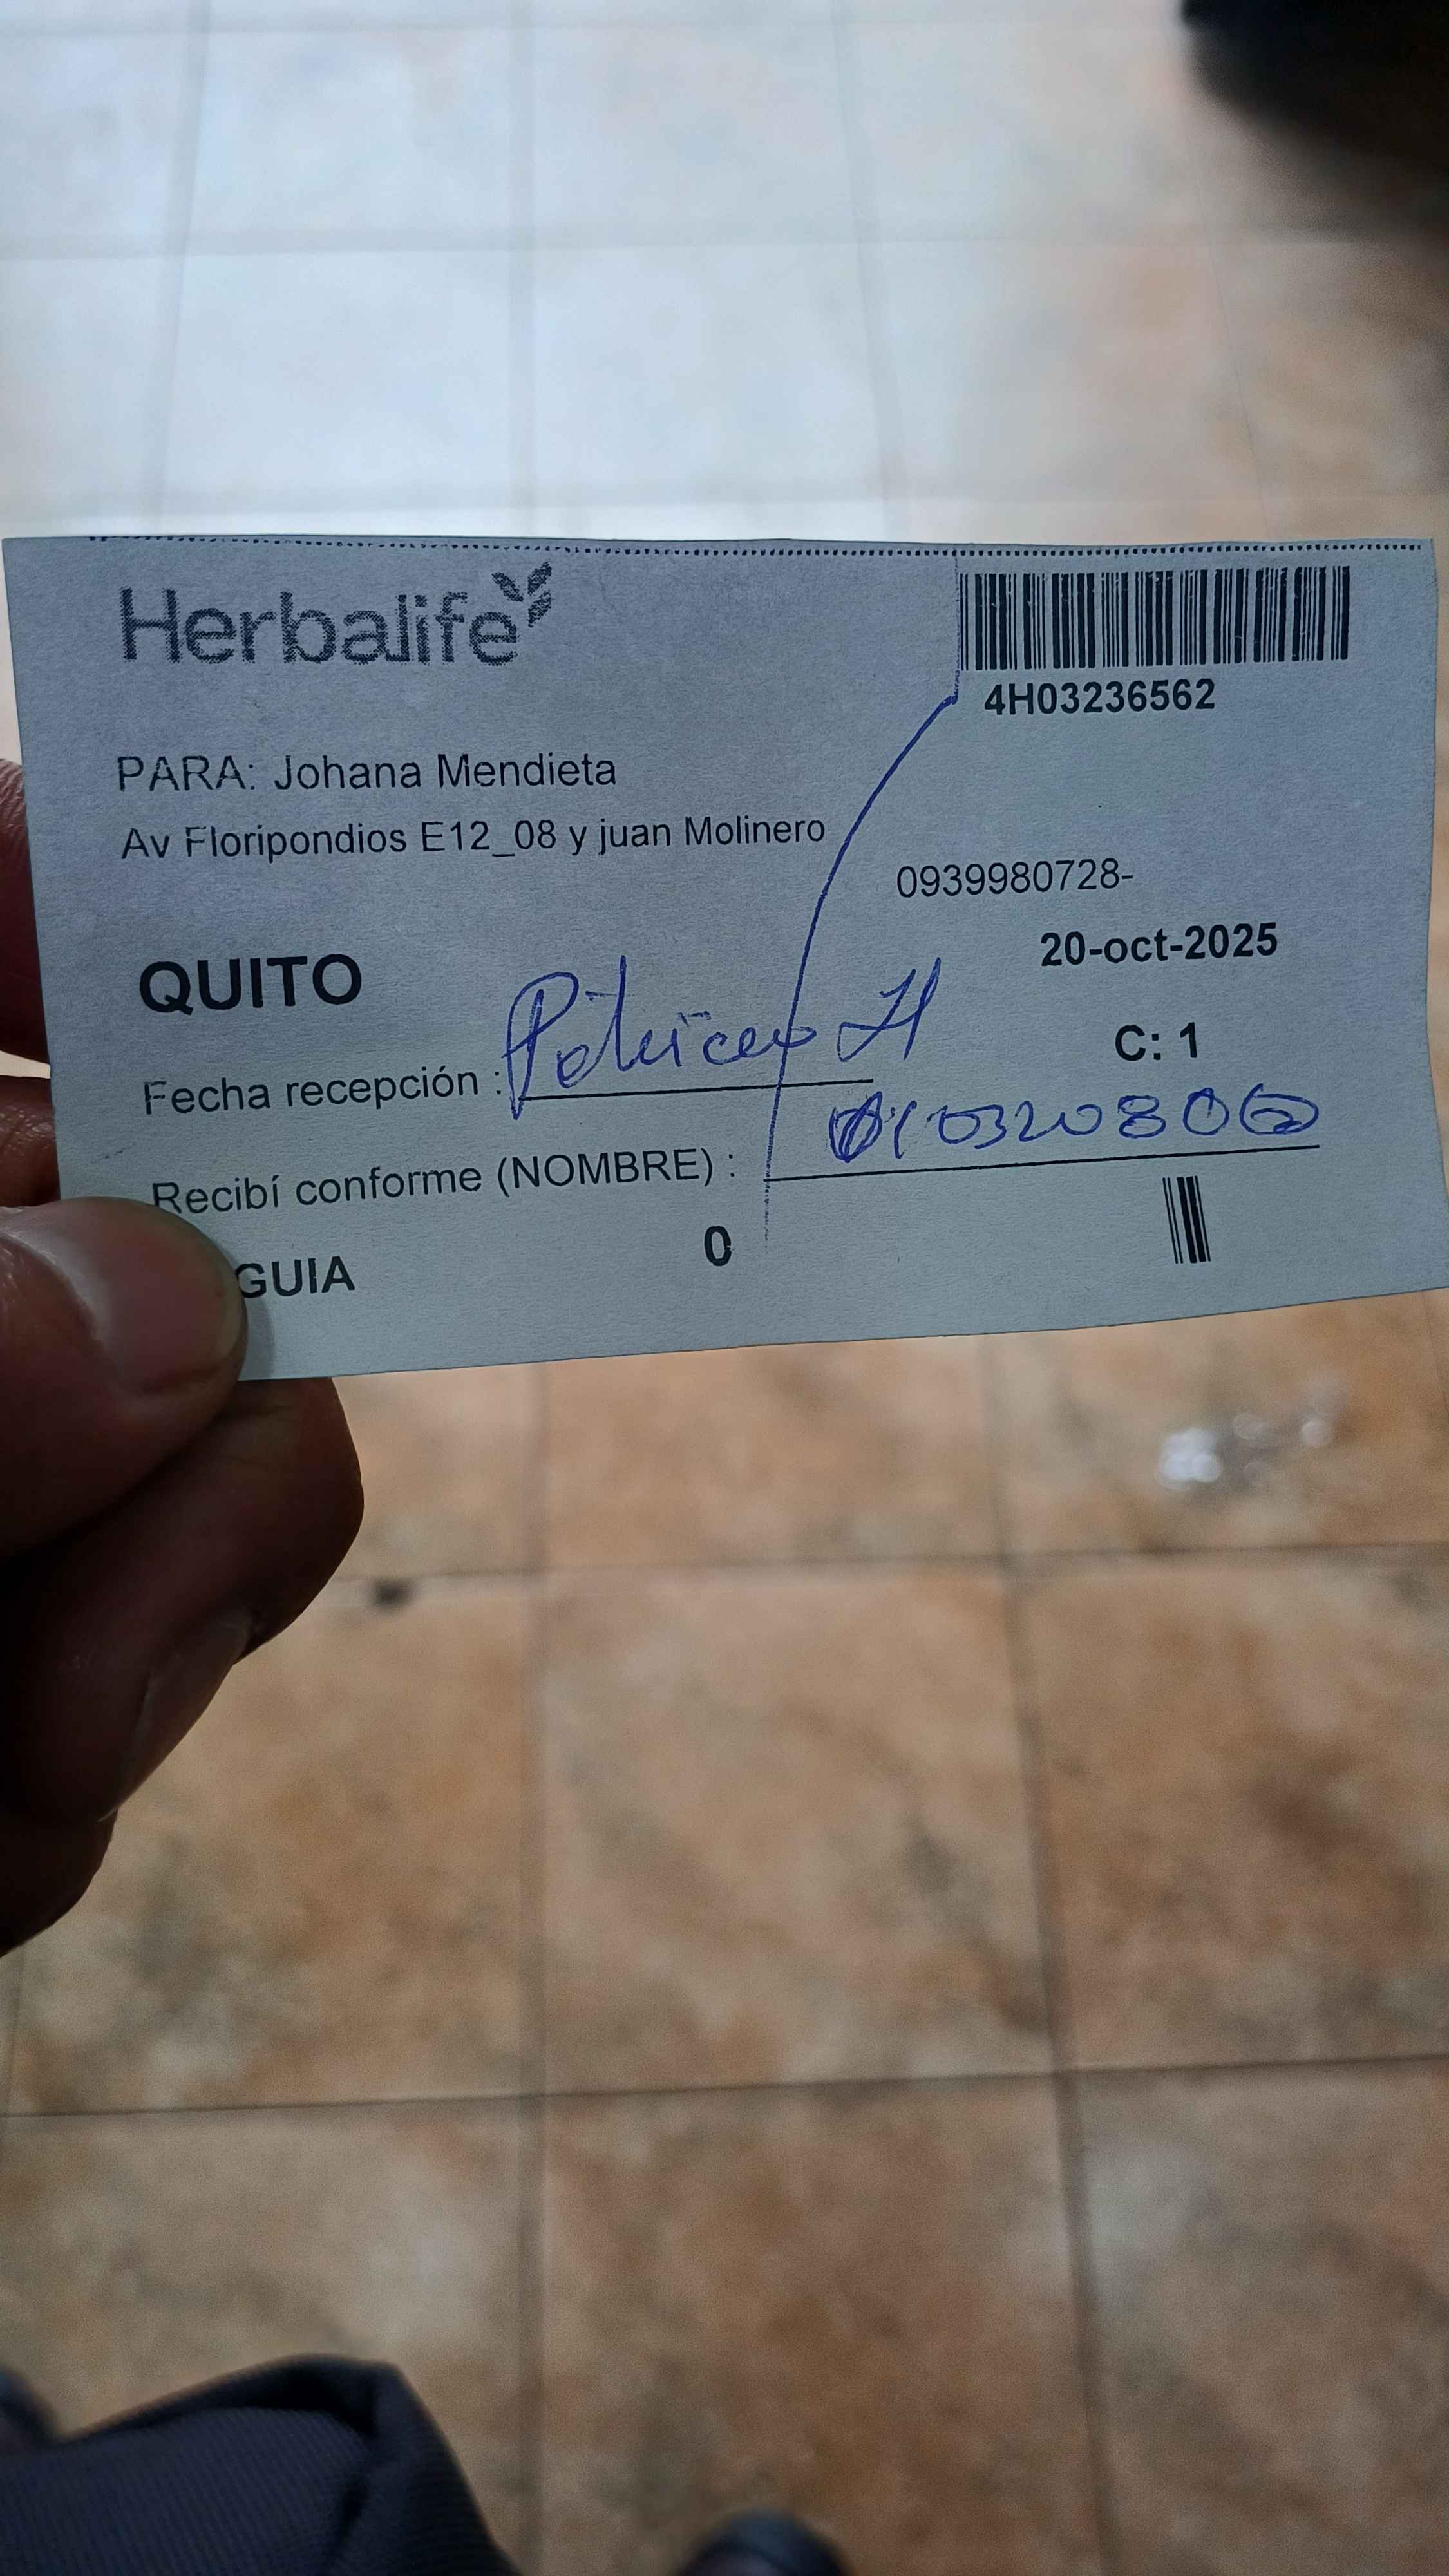 Herbalife
4H03236562
PARA: Johana Mendieta
Av Floripondios E12_08 y juan Molinero
0939980728-
20-oct-2025
QUITO
C: 1
Fecha recepción : H
Recibí conforme (NOMBRE) :
GUIA 0